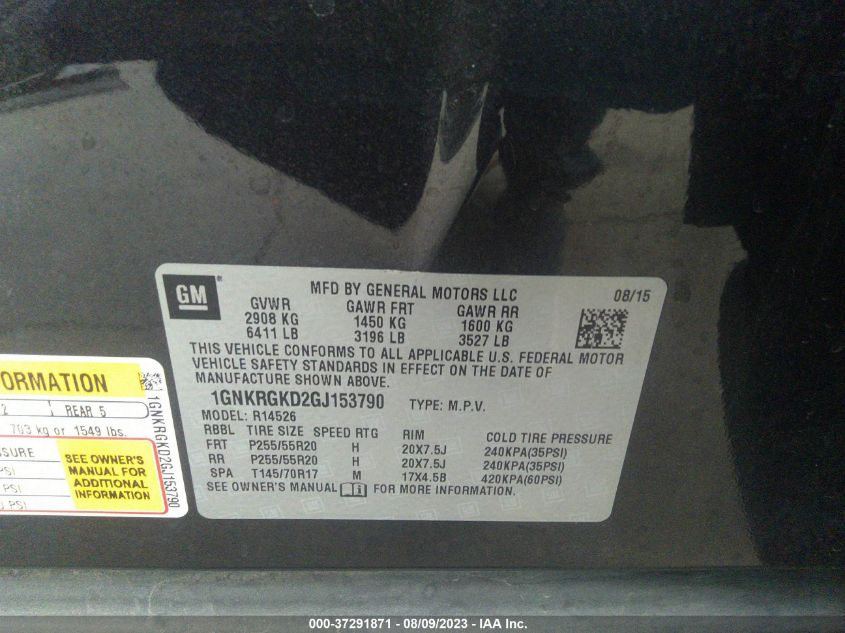 GM
MFD BY GENERAL MOTORS LLC
08/15
GVWR GAWR FRT GAWR RR
2908 KG 1450 KG 1600 KG
6411 LB 3196 LB 3527 LB
THIS VEHICLE CONFORMS TO ALL APPLICABLE U.S. FEDERAL MOTOR
VEHICLE SAFETY STANDARDS IN EFFECT ON THE DATE OF
MANUFACTURE SHOWN ABOVE.
1GNKRGKD2GJ153790 TYPE: M.P.V.
MODEL: R14526
RBBL TIRE SIZE SPEED RTG RIM COLD TIRE PRESSURE
FRT P255/55R20 H 20X7.5J 240KPA(35PSI)
RR P255/55R20 H 20X7.5J 240KPA(35PSI)
SPA T145/70R17 M 17X4.5B 420KPA(60PSI)
SEE OWNER'S MANUAL FOR MORE INFORMATION.
ORMATION
2 REAR 5
703 kg or 1549 lbs.
SSURE
PSI
PSI
PSI
SEE OWNER'S
MANUAL FOR
ADDITIONAL
INFORMATION
1GNKRGKD2GJ153790
000-37291871 - 08/09/2023 - IAA Inc.